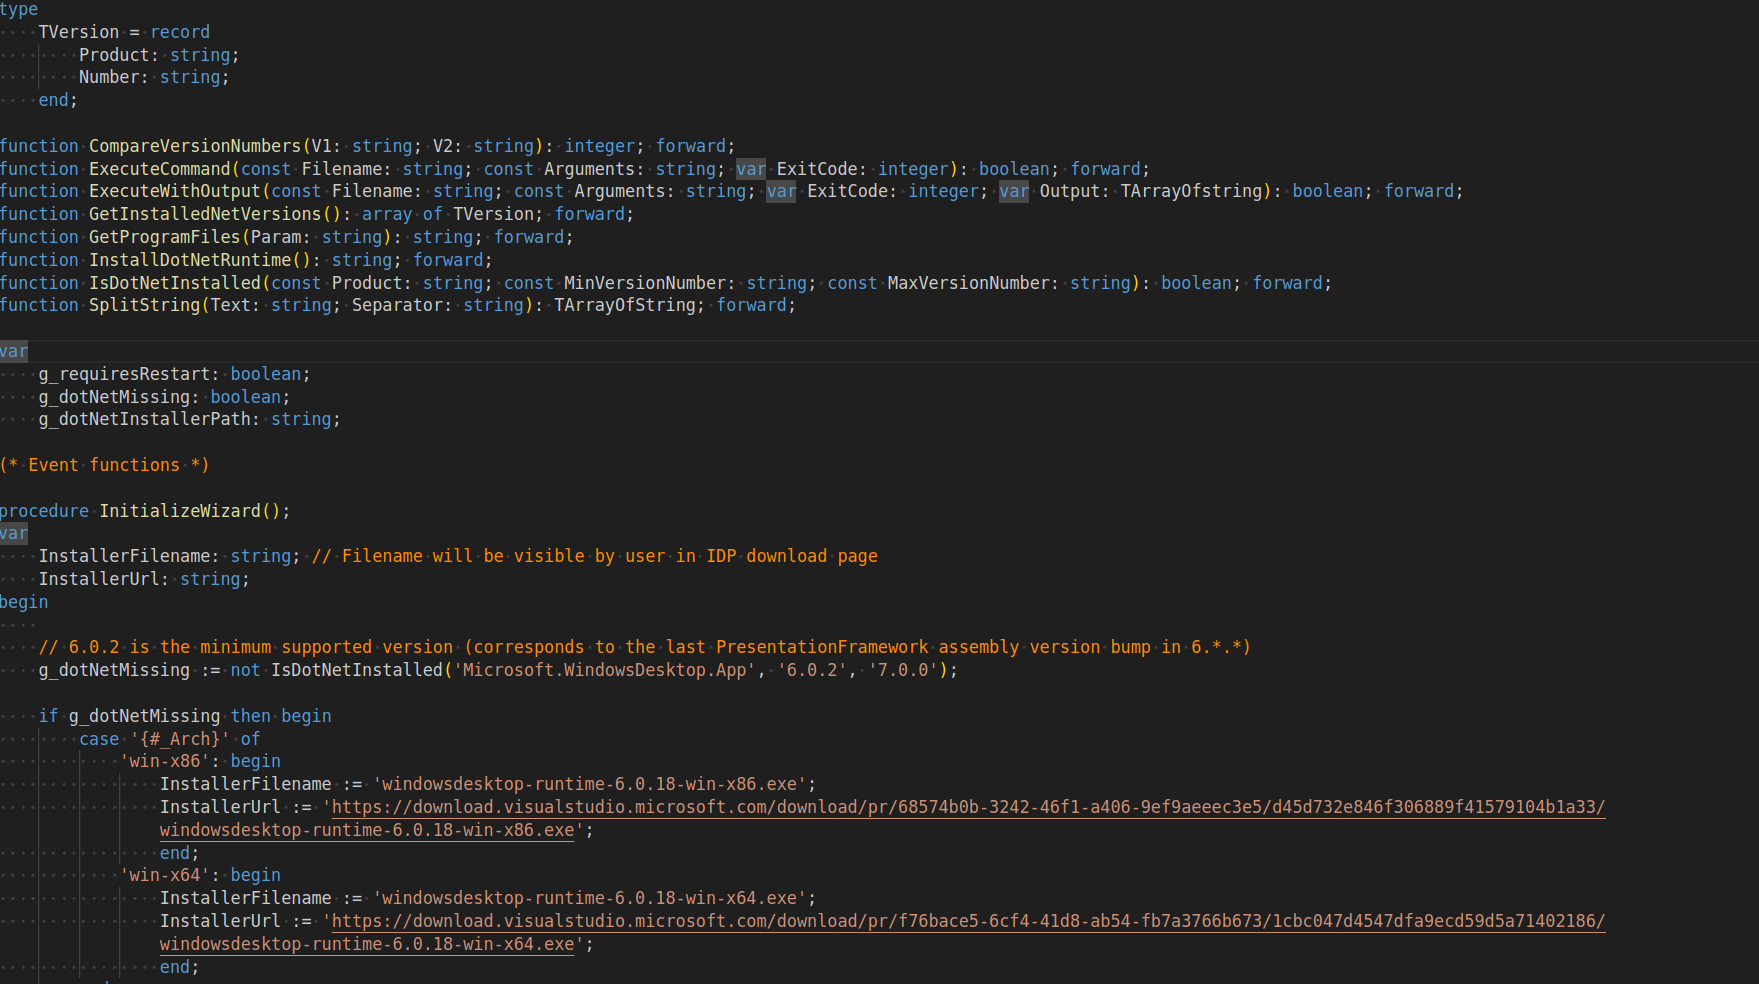 type
    TVersion = record
        Product: string;
        Number: string;
    end;

function CompareVersionNumbers(V1: string; V2: string): integer; forward;
function ExecuteCommand(const Filename: string; const Arguments: string; var ExitCode: integer): boolean; forward;
function ExecuteWithOutput(const Filename: string; const Arguments: string; var ExitCode: integer; var Output: TArrayOfstring): boolean; forward;
function GetInstalledNetVersions(): array of TVersion; forward;
function GetProgramFiles(Param: string): string; forward;
function InstallDotNetRuntime(): string; forward;
function IsDotNetInstalled(const Product: string; const MinVersionNumber: string; const MaxVersionNumber: string): boolean; forward;
function SplitString(Text: string; Separator: string): TArrayOfString; forward;

var
    g_requiresRestart: boolean;
    g_dotNetMissing: boolean;
    g_dotNetInstallerPath: string;

(* Event functions *)

procedure InitializeWizard();
var
    InstallerFilename: string; // Filename will be visible by user in IDP download page
    InstallerUrl: string;
begin

    // 6.0.2 is the minimum supported version (corresponds to the last PresentationFramework assembly version bump in 6.*.*)
    g_dotNetMissing := not IsDotNetInstalled('Microsoft.WindowsDesktop.App', '6.0.2', '7.0.0');

    if g_dotNetMissing then begin
        case '{#_Arch}' of
            'win-x86': begin
                InstallerFilename := 'windowsdesktop-runtime-6.0.18-win-x86.exe';
                InstallerUrl := 'https://download.visualstudio.microsoft.com/download/pr/68574b0b-3242-46f1-a406-9ef9aeeec3e5/d45d732e846f306889f41579104b1a33/
                windowsdesktop-runtime-6.0.18-win-x86.exe';
                end;
            'win-x64': begin
                InstallerFilename := 'windowsdesktop-runtime-6.0.18-win-x64.exe';
                InstallerUrl := 'https://download.visualstudio.microsoft.com/download/pr/f76bace5-6cf4-41d8-ab54-fb7a3766b673/1cbc047d4547dfa9ecd59d5a71402186/
                windowsdesktop-runtime-6.0.18-win-x64.exe';
                end;